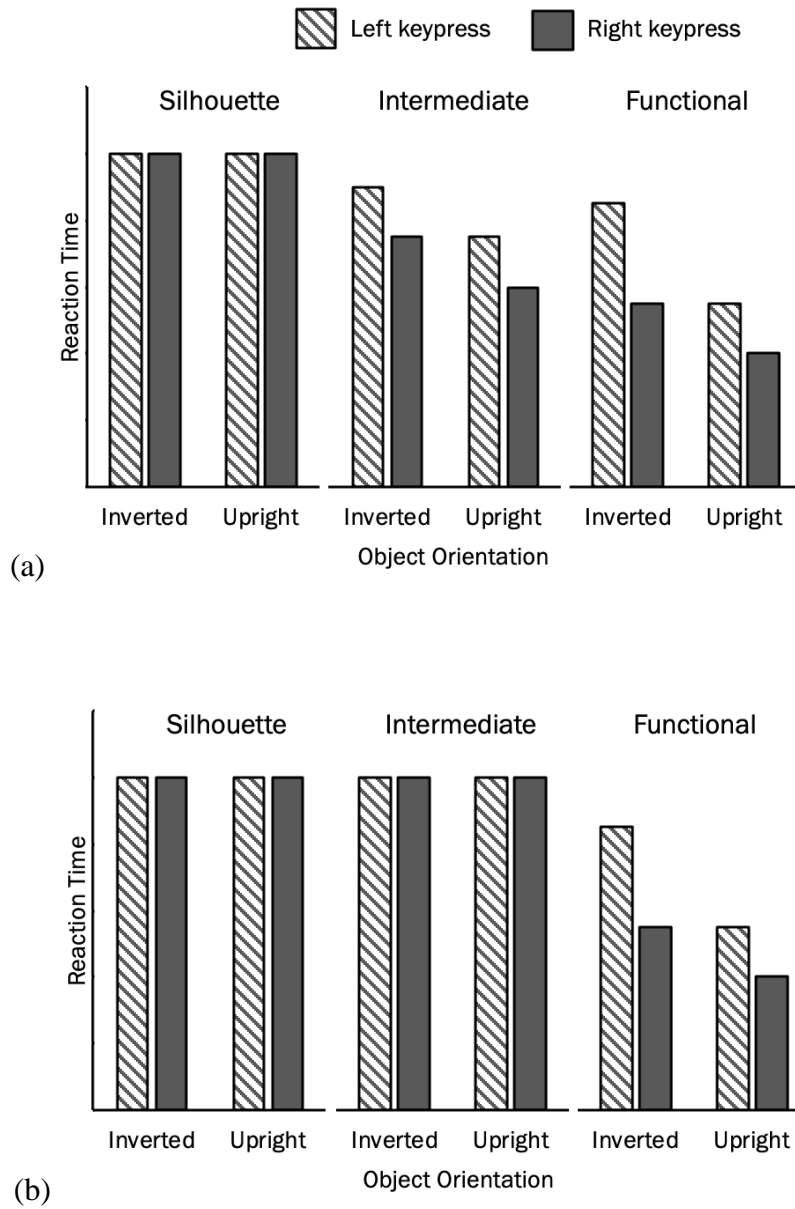 Left keypress Right keypress
Silhouette Intermediate Functional
Reaction Time
Inverted Upright Inverted Upright Inverted Upright
Object Orientation
(a)
Silhouette Intermediate Functional
Reaction Time
Inverted Upright Inverted Upright Inverted Upright
Object Orientation
(b)